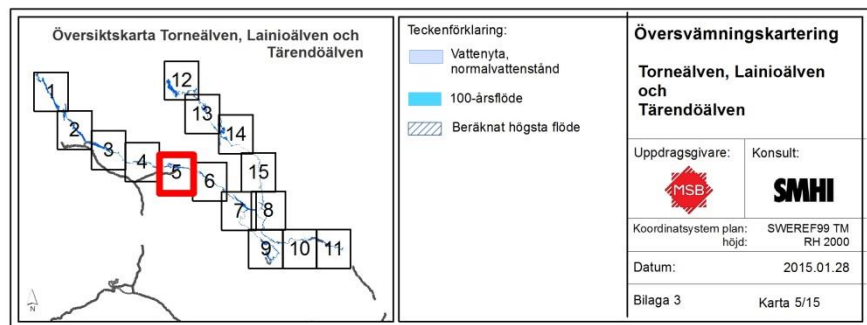 Översiktskarta Torneälven, Lainioälven och
Tärendöälven
1
2
3
4
5
6
7
8
9
10
11
12
13
14
15
N
Teckenförklaring:
Vattenyta,
normalvattenstånd
100-årsflöde
Beräknat högsta flöde
Översvämningskartering
Torneälven, Lainioälven
och
Tärendöälven
Uppdragsgivare:
MSB
Konsult:
SMHI
Koordinatsystem plan: SWEREF99 TM
höjd: RH 2000
Datum: 2015.01.28
Bilaga 3 Karta 5/15